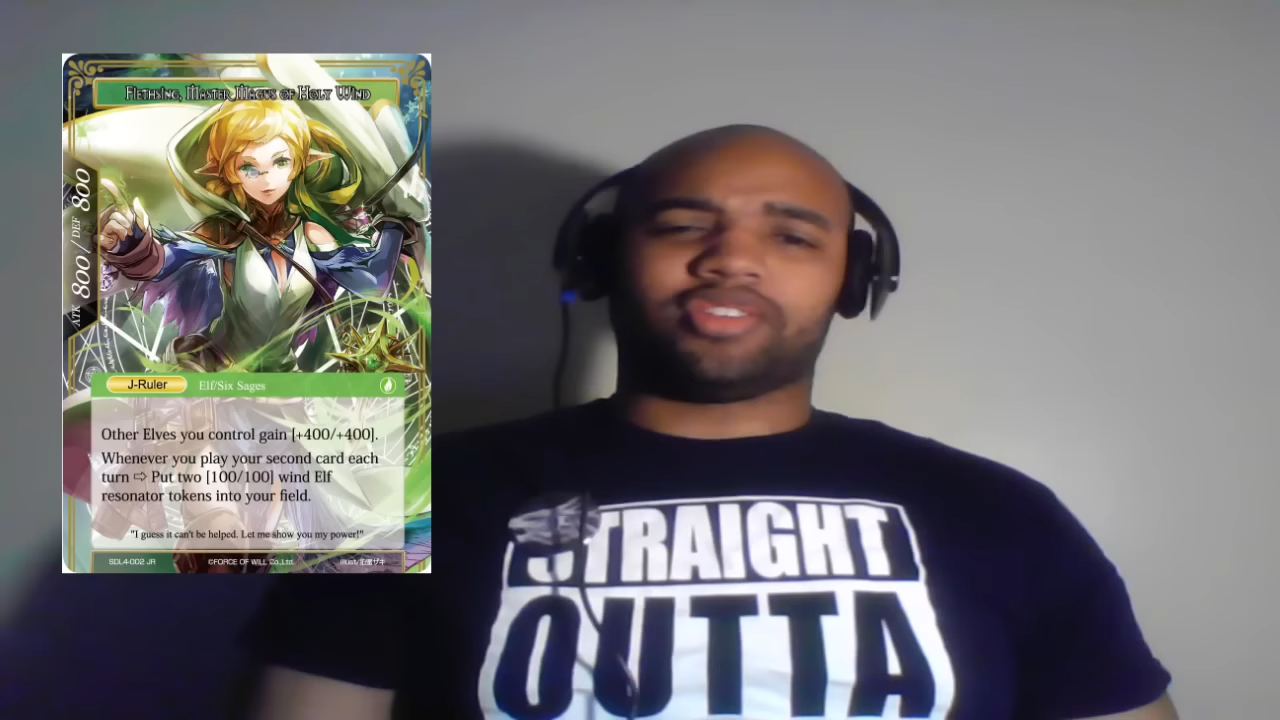 Flethsing, Master Magus of Holy Wind
ATK 800 / DEF 800
J-Ruler Elf/Six Sages
Other Elves you control gain [+400/+400].
Whenever you play your second card each
turn ⇨ Put two [100/100] wind Elf
resonator tokens into your field.
"I guess it can't be helped. Let me show you my power!"
SDL4-002 JR ©FORCE OF WILL Co.,Ltd.
STRAIGHT
OUTTA